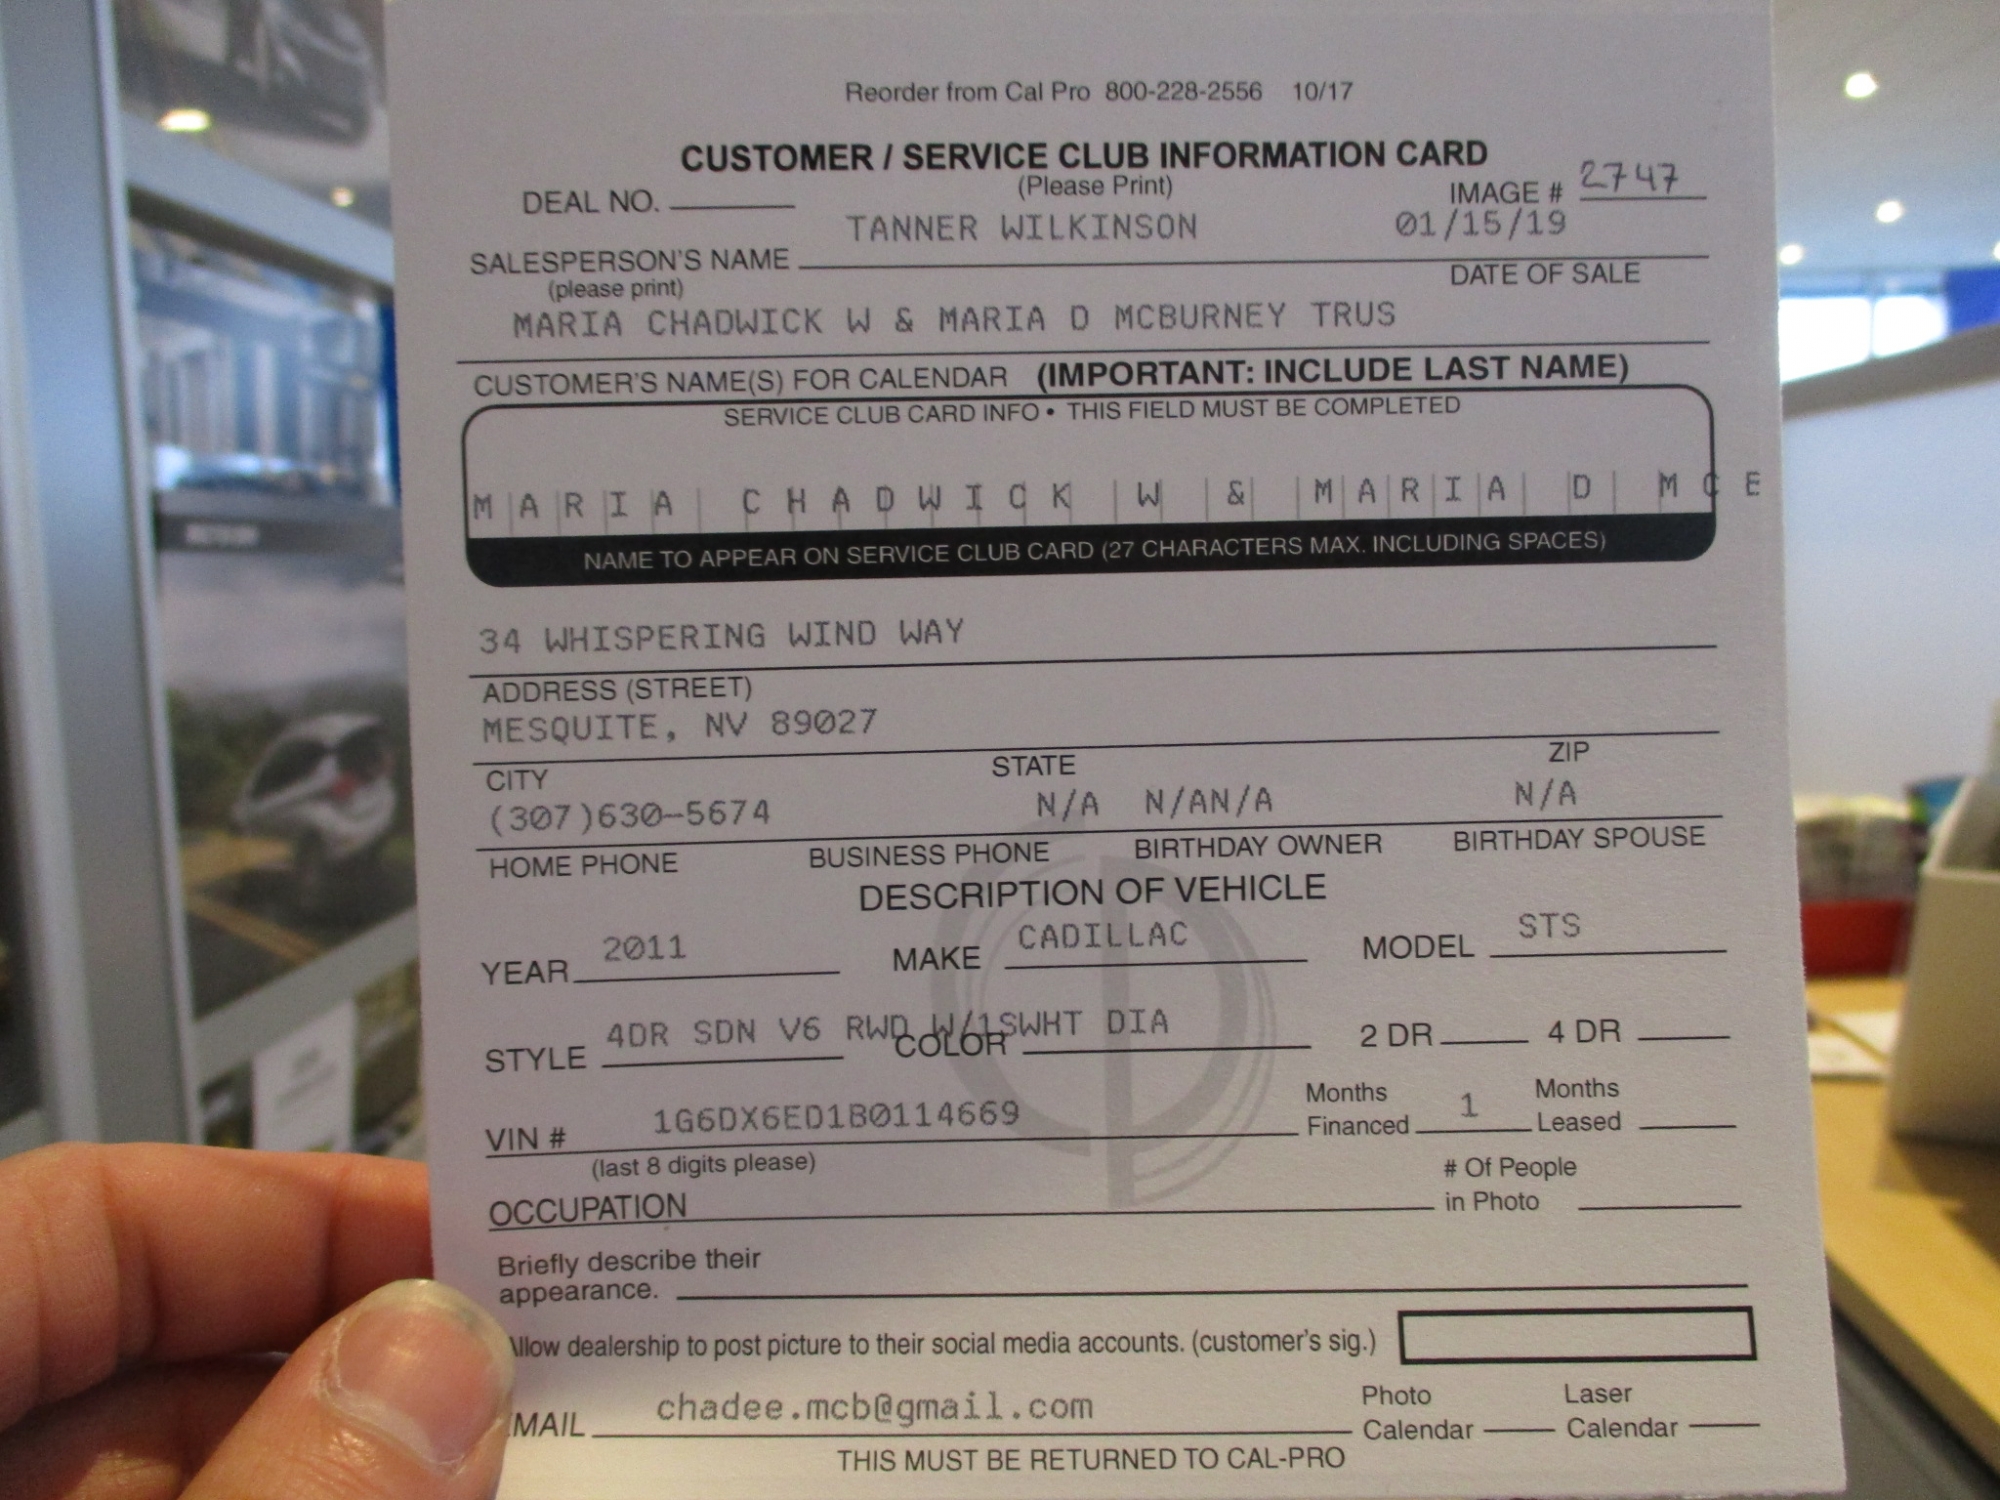 Reorder from Cal Pro 800-228-2556 10/17
CUSTOMER / SERVICE CLUB INFORMATION CARD
(Please Print)
DEAL NO. IMAGE # 2747
TANNER WILKINSON 01/15/19
SALESPERSON'S NAME DATE OF SALE
(please print)
MARIA CHADWICK W & MARIA D MCBURNEY TRUS
CUSTOMER'S NAME(S) FOR CALENDAR (IMPORTANT: INCLUDE LAST NAME)
SERVICE CLUB CARD INFO • THIS FIELD MUST BE COMPLETED
MARIA CHADWICK W & MARIA D MCE
NAME TO APPEAR ON SERVICE CLUB CARD (27 CHARACTERS MAX. INCLUDING SPACES)
34 WHISPERING WIND WAY
ADDRESS (STREET)
MESQUITE, NV 89027
CITY STATE ZIP
(307)630-5674 N/A N/AN/A N/A
HOME PHONE BUSINESS PHONE BIRTHDAY OWNER BIRTHDAY SPOUSE
DESCRIPTION OF VEHICLE
YEAR 2011 MAKE CADILLAC MODEL STS
STYLE 4DR SDN V6 RWD W/1SWHT DIA COLOR 2 DR 4 DR
VIN # 1G6DX6ED1B0114669 Months Financed 1 Months Leased
(last 8 digits please)
OCCUPATION # Of People in Photo
Briefly describe their
appearance.
Allow dealership to post picture to their social media accounts. (customer's sig.)
MAIL chadee.mcb@gmail.com Photo Calendar Laser Calendar
THIS MUST BE RETURNED TO CAL-PRO